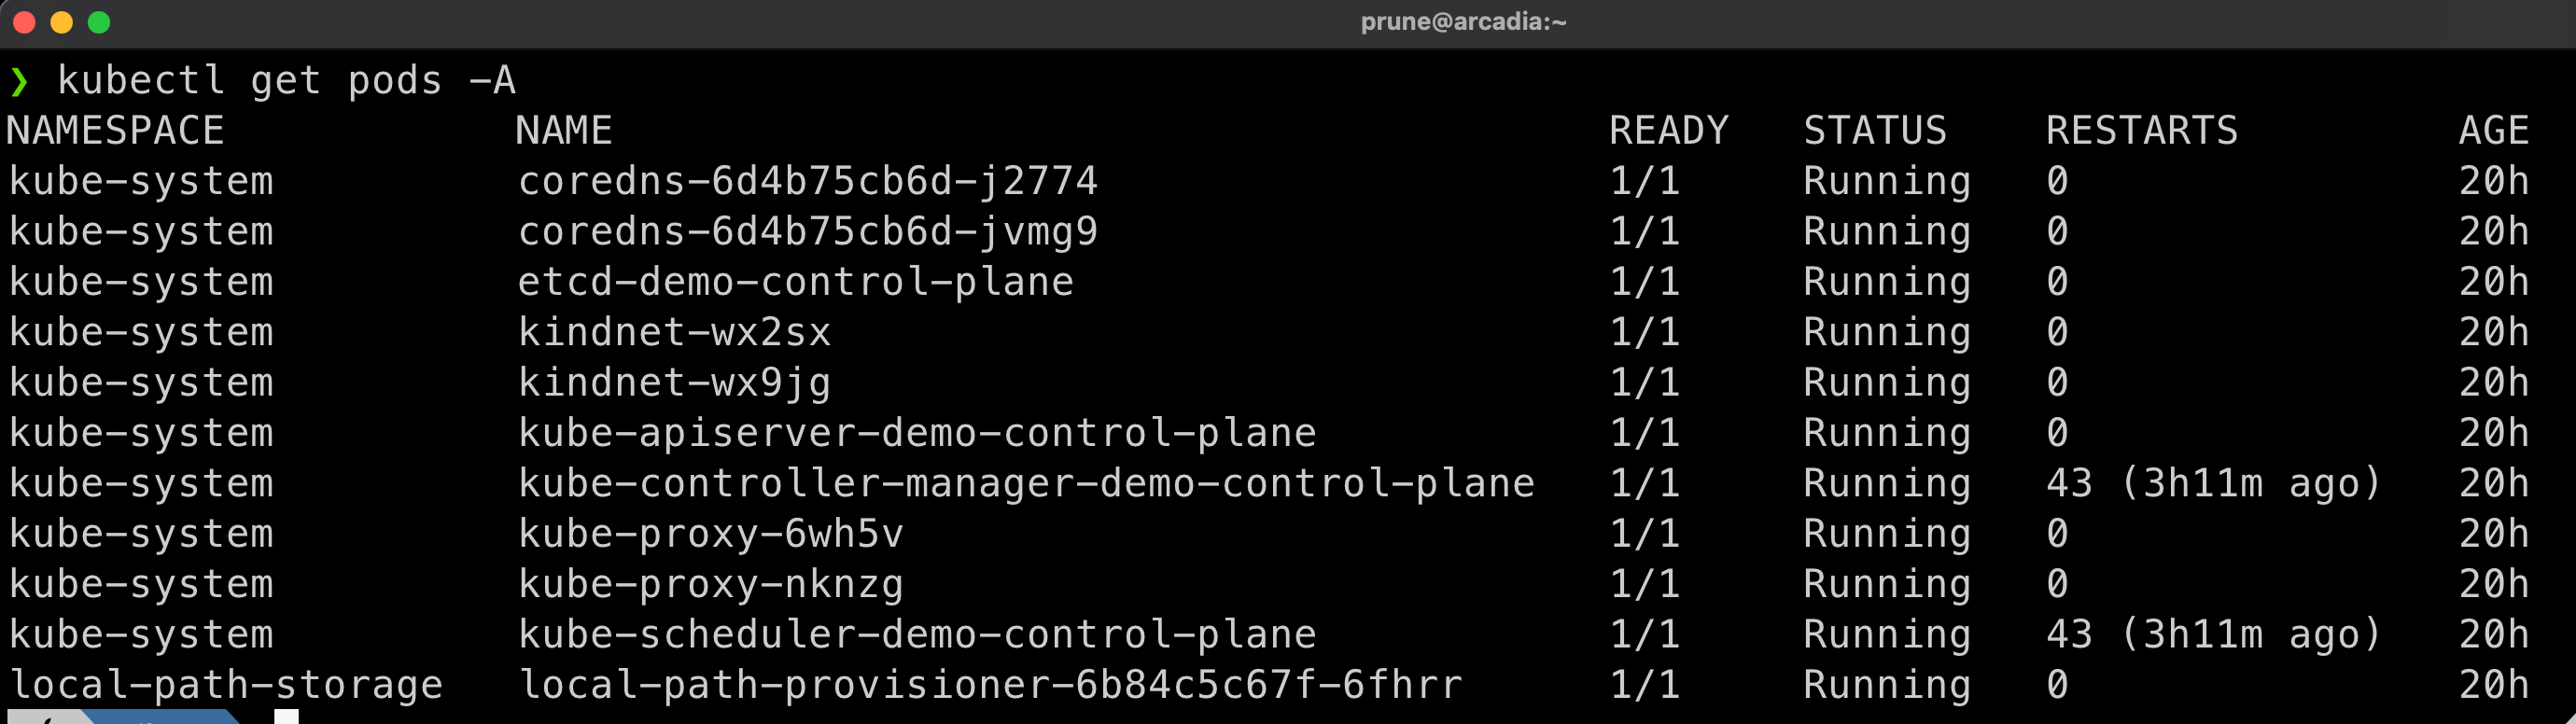 prune@arcadia:~
❯ kubectl get pods -A
NAMESPACE NAME READY STATUS RESTARTS AGE
kube-system coredns-6d4b75cb6d-j2774 1/1 Running 0 20h
kube-system coredns-6d4b75cb6d-jvmg9 1/1 Running 0 20h
kube-system etcd-demo-control-plane 1/1 Running 0 20h
kube-system kindnet-wx2sx 1/1 Running 0 20h
kube-system kindnet-wx9jg 1/1 Running 0 20h
kube-system kube-apiserver-demo-control-plane 1/1 Running 0 20h
kube-system kube-controller-manager-demo-control-plane 1/1 Running 43 (3h11m ago) 20h
kube-system kube-proxy-6wh5v 1/1 Running 0 20h
kube-system kube-proxy-nknzg 1/1 Running 0 20h
kube-system kube-scheduler-demo-control-plane 1/1 Running 43 (3h11m ago) 20h
local-path-storage local-path-provisioner-6b84c5c67f-6fhrr 1/1 Running 0 20h